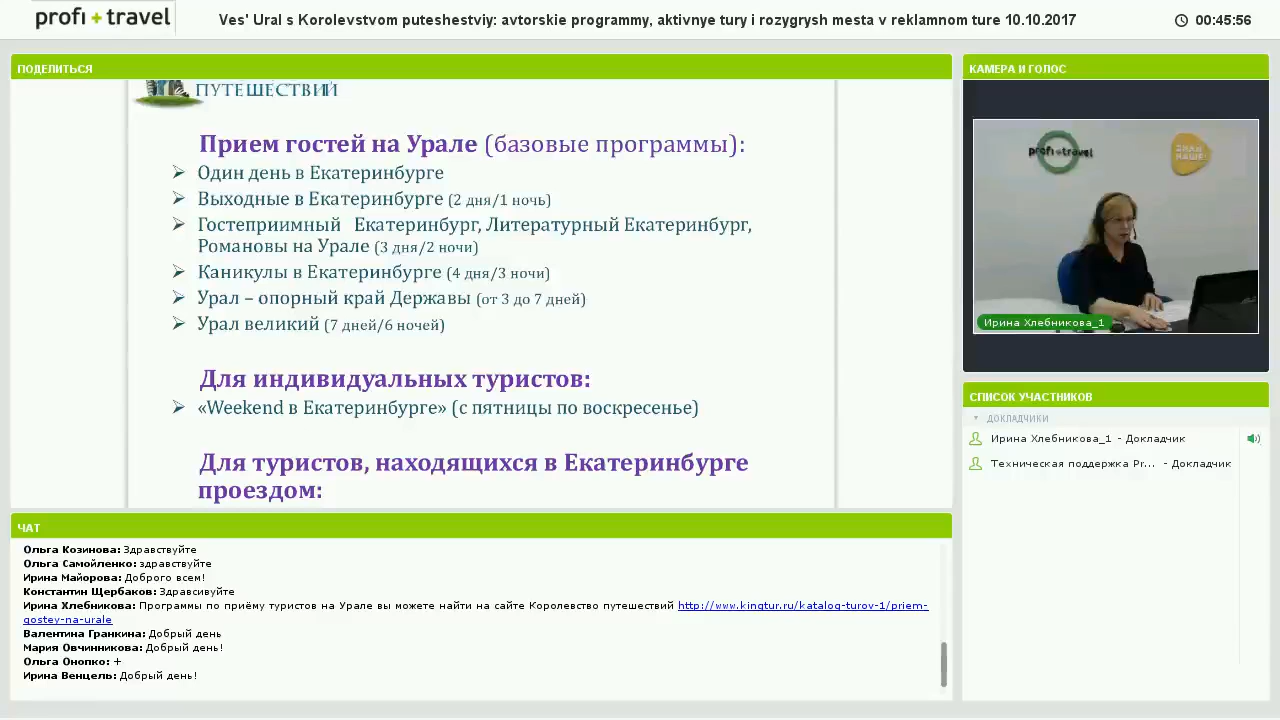 profi + travel
Ves' Ural s Korolevstvom puteshestviy: avtorskie programmy, aktivnye tury i rozygrysh mesta v reklamnom ture 10.10.2017
00:45:56
ПОДЕЛИТЬСЯ
ПУТЕШЕСТВИЙ
Прием гостей на Урале (базовые программы):
Один день в Екатеринбурге
Выходные в Екатеринбурге (2 дня/1 ночь)
Гостеприимный Екатеринбург, Литературный Екатеринбург,
Романовы на Урале (3 дня/2 ночи)
Каникулы в Екатеринбурге (4 дня/3 ночи)
Урал – опорный край Державы (от 3 до 7 дней)
Урал великий (7 дней/6 ночей)
Для индивидуальных туристов:
«Weekend в Екатеринбурге» (с пятницы по воскресенье)
Для туристов, находящихся в Екатеринбурге
проездом:
КАМЕРА И ГОЛОС
profi travel
ЗНАЙ
НАШЕ!
Ирина Хлебникова_1
СПИСОК УЧАСТНИКОВ
ДОКЛАДЧИКИ
Ирина Хлебникова_1 - Докладчик
Техническая поддержка Pr... - Докладчик
ЧАТ
Ольга Козинова: Здравствуйте
Ольга Самойленко: здравствуйте
Ирина Майорова: Доброго всем!
Константин Щербаков: Здравсивуйте
Ирина Хлебникова: Программы по приёму туристов на Урале вы можете найти на сайте Королевство путешествий http://www.kingtur.ru/katalog-turov-1/priem-
gostey-na-urale
Валентина Гранкина: Добрый день
Мария Овчинникова: Добрый день!
Ольга Онопко: +
Ирина Венцель: Добрый день!